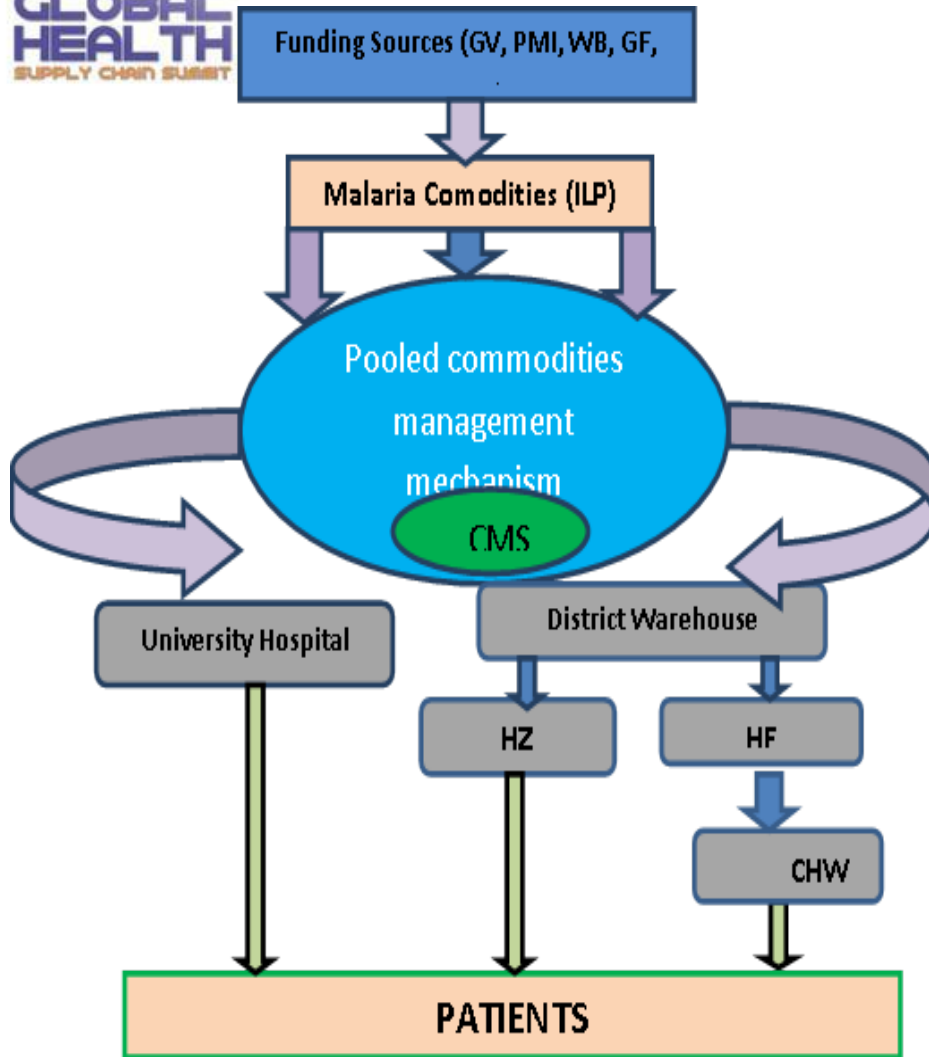 GLOBAL
HEALTH
SUPPLY CHAIN SUMMIT
Funding Sources (GV, PMI, WB, GF,
.
Malaria Comodities (ILP)
Pooled commodities
management
mechapism
CMS
University Hospital
District Warehouse
HZ
HF
CHW
PATIENTS